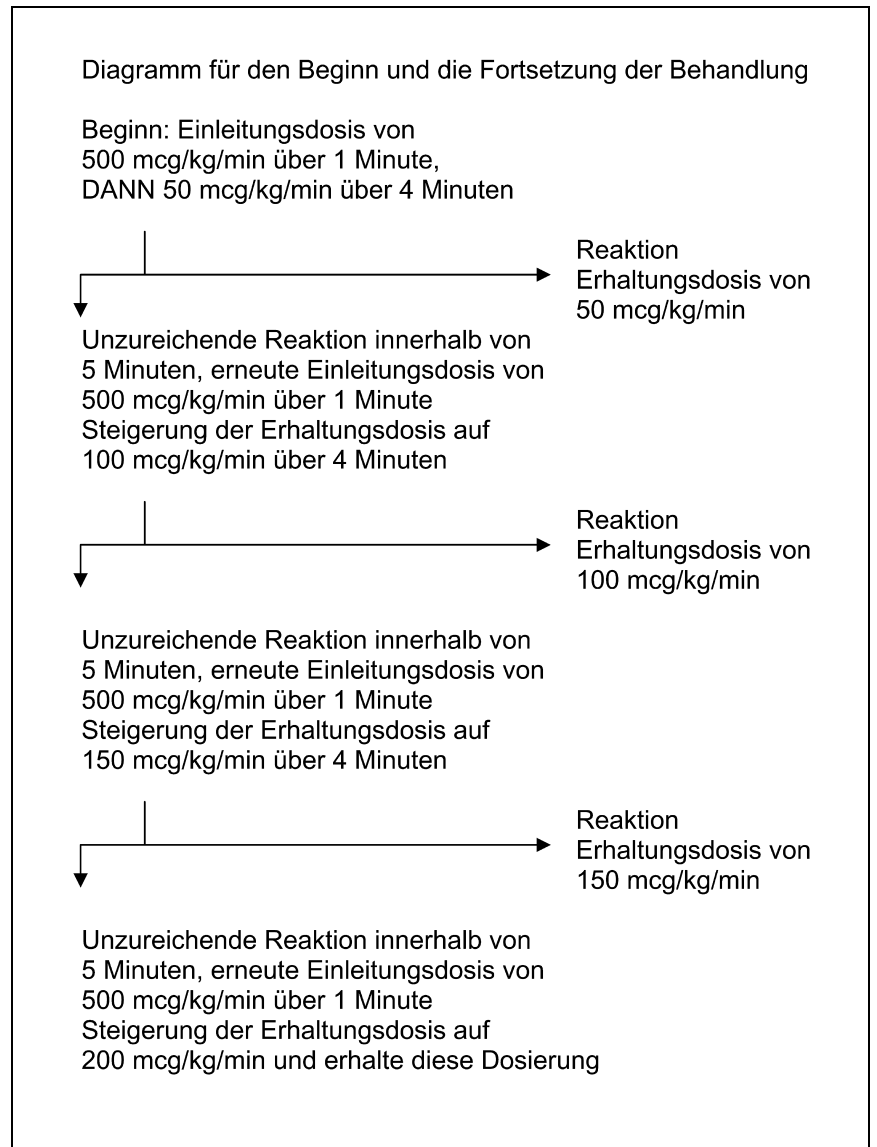 Diagramm für den Beginn und die Fortsetzung der Behandlung
Beginn: Einleitungsdosis von
500 mcg/kg/min über 1 Minute,
DANN 50 mcg/kg/min über 4 Minuten
Reaktion
Erhaltungsdosis von
50 mcg/kg/min
Unzureichende Reaktion innerhalb von
5 Minuten, erneute Einleitungsdosis von
500 mcg/kg/min über 1 Minute
Steigerung der Erhaltungsdosis auf
100 mcg/kg/min über 4 Minuten
Reaktion
Erhaltungsdosis von
100 mcg/kg/min
Unzureichende Reaktion innerhalb von
5 Minuten, erneute Einleitungsdosis von
500 mcg/kg/min über 1 Minute
Steigerung der Erhaltungsdosis auf
150 mcg/kg/min über 4 Minuten
Reaktion
Erhaltungsdosis von
150 mcg/kg/min
Unzureichende Reaktion innerhalb von
5 Minuten, erneute Einleitungsdosis von
500 mcg/kg/min über 1 Minute
Steigerung der Erhaltungsdosis auf
200 mcg/kg/min und erhalte diese Dosierung